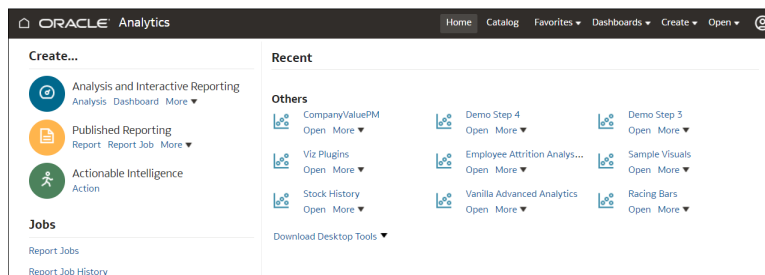 ORACLE Analytics
Home Catalog Favorites Dashboards Create Open
Create...
Analysis and Interactive Reporting
Analysis Dashboard More
Published Reporting
Report Report Job More
Actionable Intelligence
Action
Jobs
Report Jobs
Report Job History
Recent
Others
CompanyValuePM
Open More
Demo Step 4
Open More
Demo Step 3
Open More
Viz Plugins
Open More
Employee Attrition Analys...
Open More
Sample Visuals
Open More
Stock History
Open More
Vanilla Advanced Analytics
Open More
Racing Bars
Open More
Download Desktop Tools